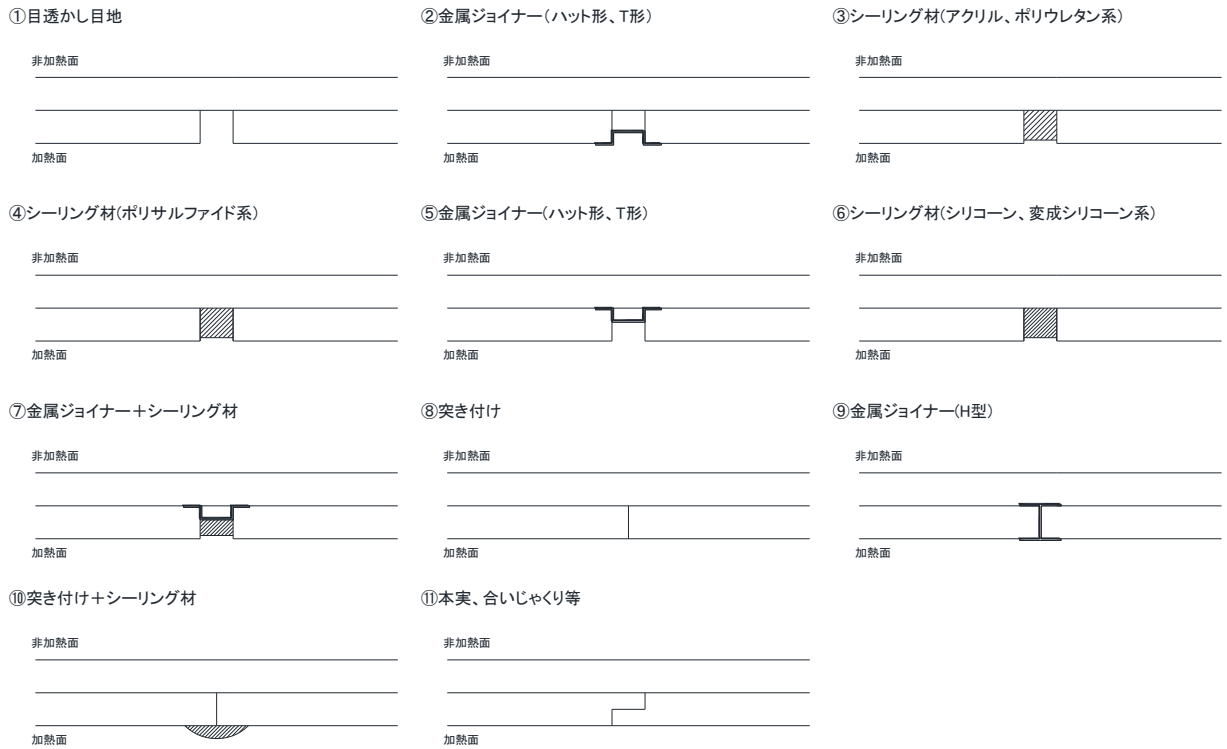 ①目透かし目地
②金属ジョイナー(ハット形、T形)
③シーリング材(アクリル、ポリウレタン系)
非加熱面
非加熱面
非加熱面
加熱面
加熱面
加熱面
④シーリング材(ポリサルファイド系)
⑤金属ジョイナー(ハット形、T形)
⑥シーリング材(シリコーン、変成シリコーン系)
非加熱面
非加熱面
非加熱面
加熱面
加熱面
加熱面
⑦金属ジョイナー＋シーリング材
⑧突き付け
⑨金属ジョイナー(H型)
非加熱面
非加熱面
非加熱面
加熱面
加熱面
加熱面
⑩突き付け＋シーリング材
⑪本実、合いじゃくり等
非加熱面
非加熱面
加熱面
加熱面